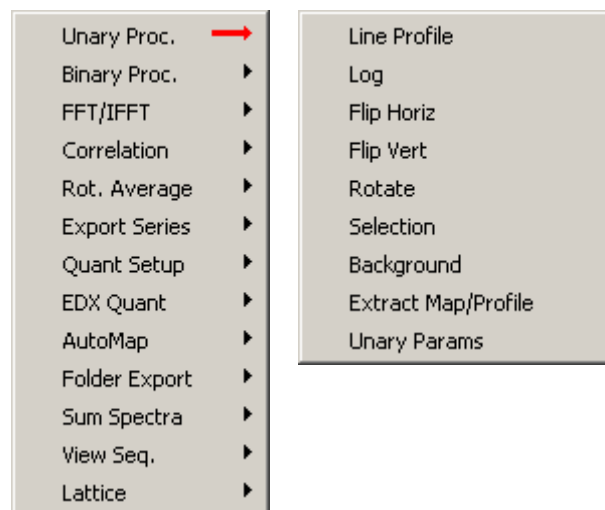 Unary Proc.
Binary Proc.
FFT/IFFT
Correlation
Rot. Average
Export Series
Quant Setup
EDX Quant
AutoMap
Folder Export
Sum Spectra
View Seq.
Lattice
Line Profile
Log
Flip Horiz
Flip Vert
Rotate
Selection
Background
Extract Map/Profile
Unary Params